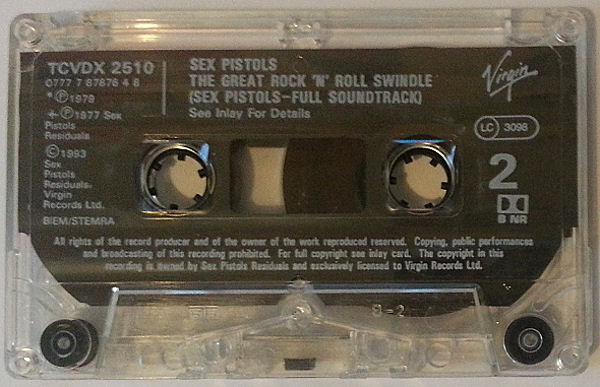 TCVDX 2510
0777 7 87876 4 8
* ℗ 1979
+ ℗ 1977 Sex
Pistols
Residuals
© 1993
Sex
Pistols
Residuals.
Virgin
Records Ltd.
BIEM/STEMRA
SEX PISTOLS
THE GREAT ROCK 'N' ROLL SWINDLE
(SEX PISTOLS-FULL SOUNDTRACK)
See Inlay For Details
Virgin
LC 3098
2
B NR
All rights of the record producer and of the owner of the work reproduced reserved. Copying, public performances
and broadcasting of this recording prohibited. For full copyright see inlay card. The copyright in this
recording is owned by Sex Pistols Residuals and exclusively licensed to Virgin Records Ltd.
8-2